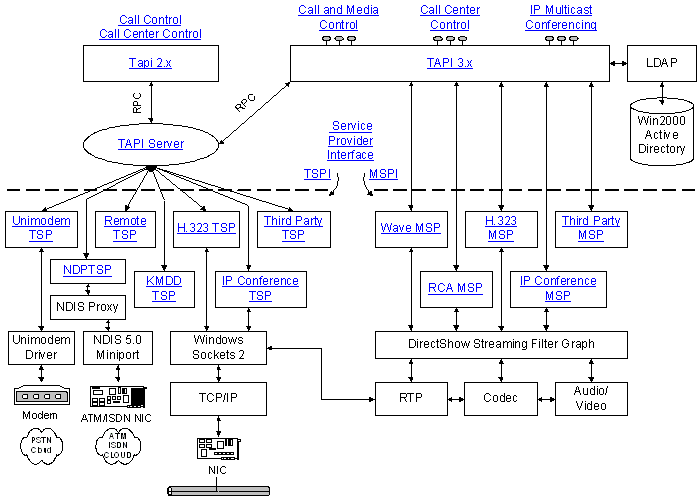 Call Control
Call Center Control
Call and Media
Control
Call Center
Control
IP Multicast
Conferencing
Tapi 2.x
TAPI 3.x
LDAP
RPC
RPC
TAPI Server
Service
Provider
Interface
Win2000
Active
Directory
TSPI
MSPI
Unimodem
TSP
Remote
TSP
H.323 TSP
Third Party
TSP
Wave MSP
H.323
MSP
Third Party
MSP
NDPTSP
KMDD
TSP
IP Conference
TSP
RCA MSP
IP Conference
MSP
NDIS Proxy
Unimodem
Driver
NDIS 5.0
Miniport
Windows
Sockets 2
DirectShow Streaming Filter Graph
TCP/IP
RTP
Codec
Audio/
Video
Modem
ATM/ISDN NIC
PSTN
Cloud
ATM
ISDN
CLOUD
NIC